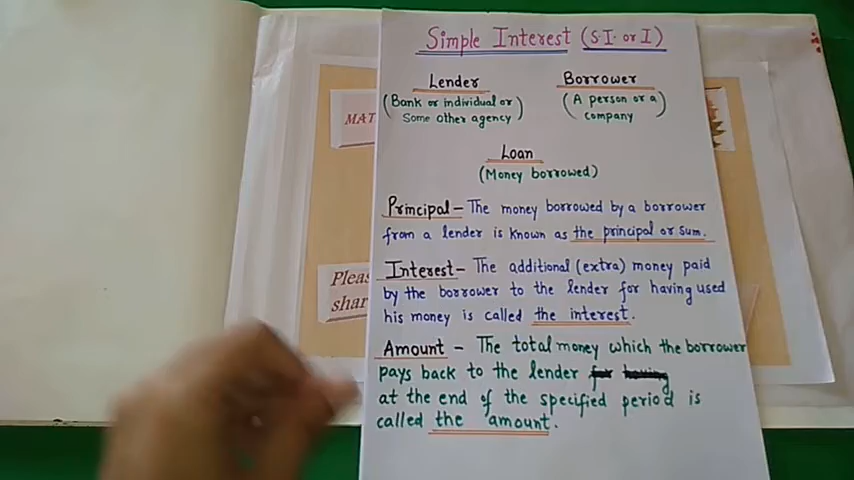 Simple Interest (S.I. or I)
Lender
Borrower
(Bank or individual or
some other agency)
(A person or a
company)
Loan
(Money borrowed)
Principal - The money borrowed by a borrower
from a lender is known as the principal or sum.
Interest - The additional (extra) money paid
by the borrower to the lender for having used
his money is called the interest.
Amount - The total money which the borrower
pays back to the lender for having
at the end of the specified period is
called the amount.
MAT
Pleas
shar